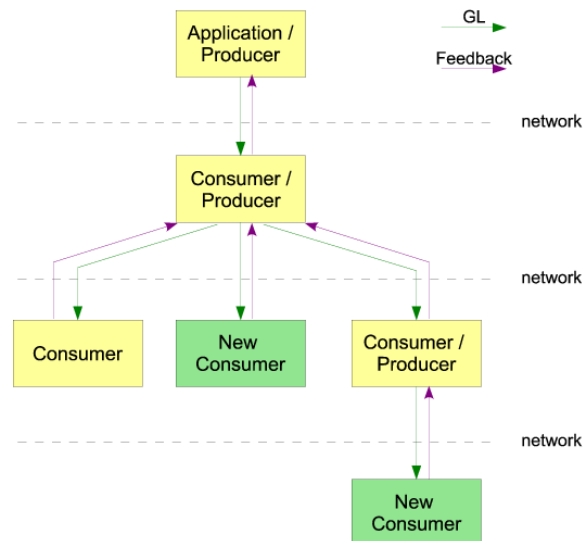 Application /
Producer
GL
Feedback
network
Consumer /
Producer
network
Consumer
New
Consumer
Consumer /
Producer
network
New
Consumer